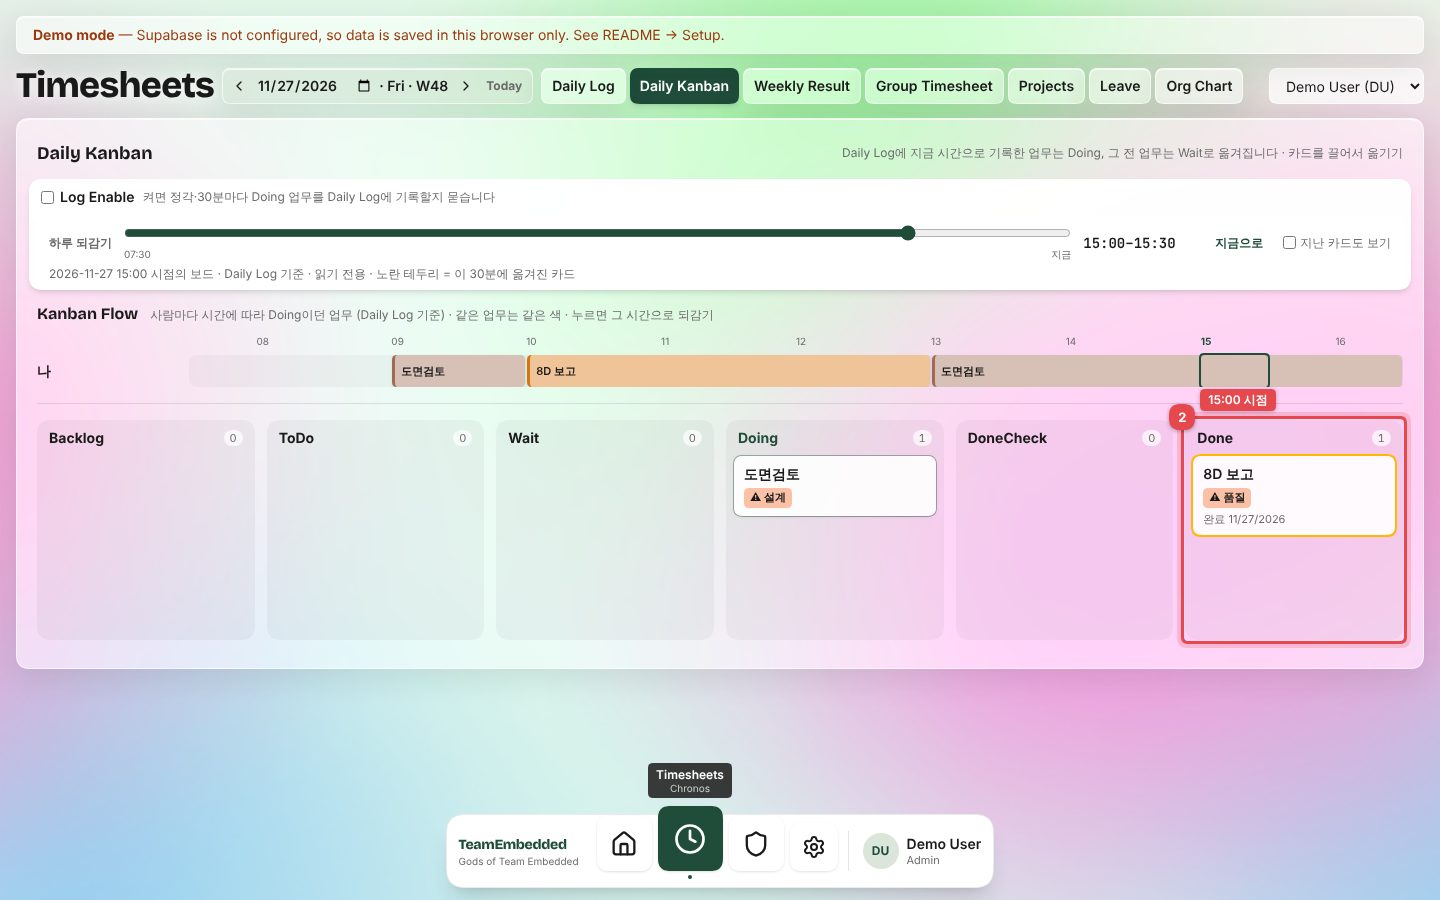 Demo mode — Supabase is not configured, so data is saved in this browser only. See README → Setup.
Timesheets
11/27/2026 · Fri · W48 Today
Daily Log
Daily Kanban
Weekly Result
Group Timesheet
Projects
Leave
Org Chart
Demo User (DU)
Daily Kanban
Daily Log에 지금 시간으로 기록한 업무는 Doing, 그 전 업무는 Wait로 옮겨집니다 · 카드를 끌어서 옮기기
Log Enable 켜면 정각·30분마다 Doing 업무를 Daily Log에 기록할지 묻습니다
하루 되감기
07:30
지금
15:00–15:30
지금으로
지난 카드도 보기
2026-11-27 15:00 시점의 보드 · Daily Log 기준 · 읽기 전용 · 노란 테두리 = 이 30분에 옮겨진 카드
Kanban Flow 사람마다 시간에 따라 Doing이던 업무 (Daily Log 기준) · 같은 업무는 같은 색 · 누르면 그 시간으로 되감기
08 09 10 11 12 13 14 15 16
나
도면검토
8D 보고
도면검토
15:00 시점
2
Backlog 0
ToDo 0
Wait 0
Doing 1
도면검토
⚠ 설계
DoneCheck 0
Done 1
8D 보고
⚠ 품질
완료 11/27/2026
Timesheets
Chronos
TeamEmbedded
Gods of Team Embedded
DU
Demo User
Admin